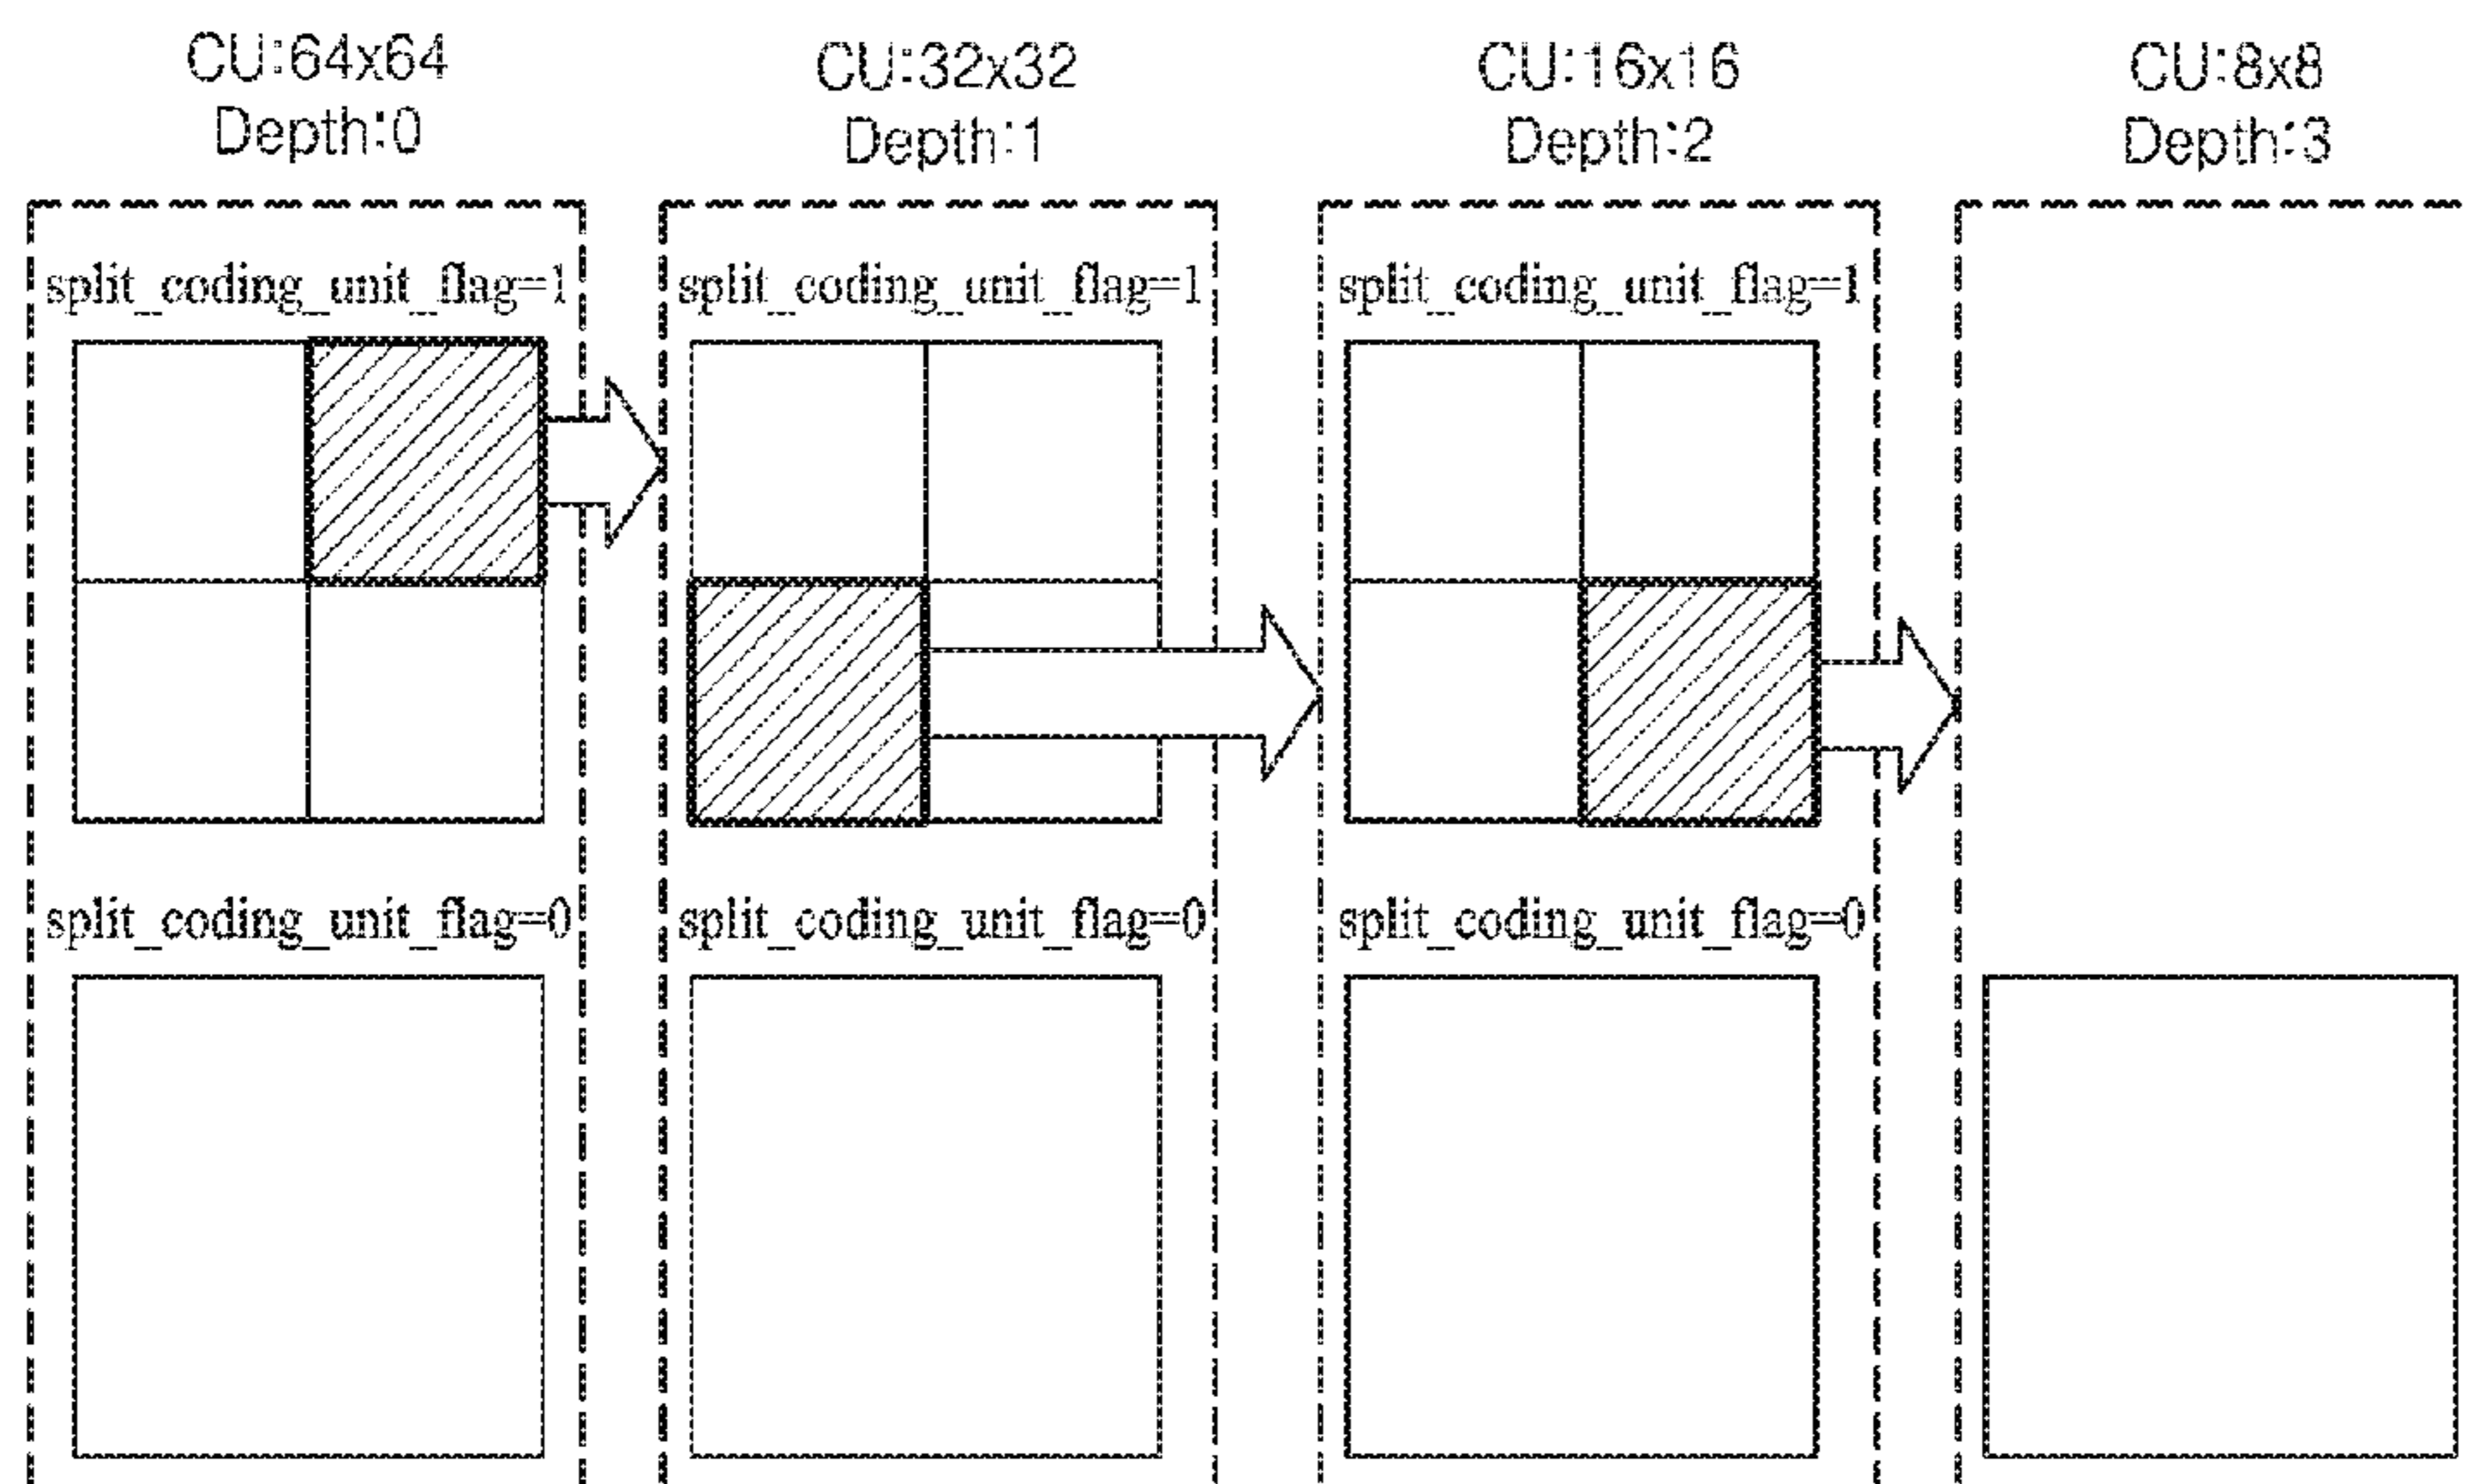 CU:64x64
Depth:0
CU:32x32
Depth:1
CU:16x16
Depth:2
CU:8x8
Depth:3
split_coding_unit_flag=1
split_coding_unit_flag=1
split_coding_unit_flag=1
split_coding_unit_flag=0
split_coding_unit_flag=0
split_coding_unit_flag=0